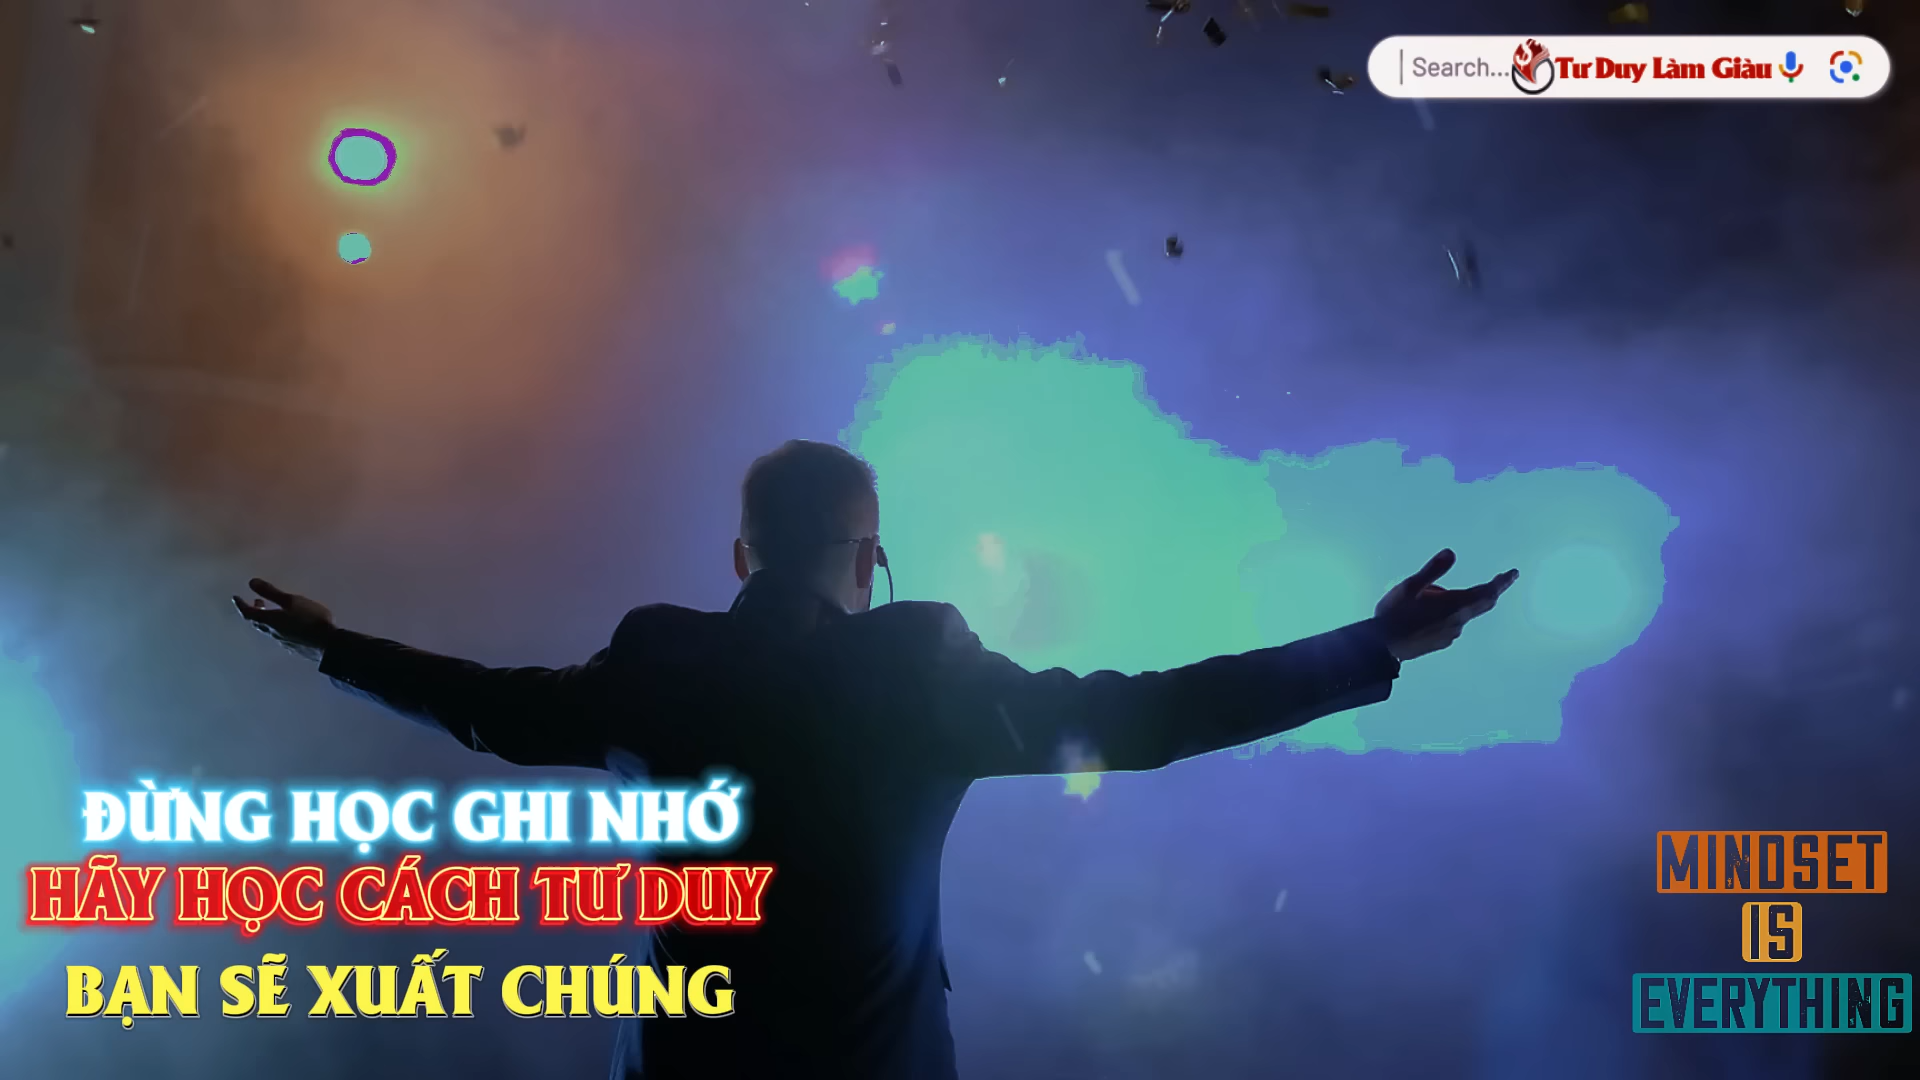 Search... Tư Duy Làm Giàu
ĐỪNG HỌC GHI NHỚ
HÃY HỌC CÁCH TƯ DUY
BẠN SẼ XUẤT CHÚNG
MINDSET
IS
EVERYTHING